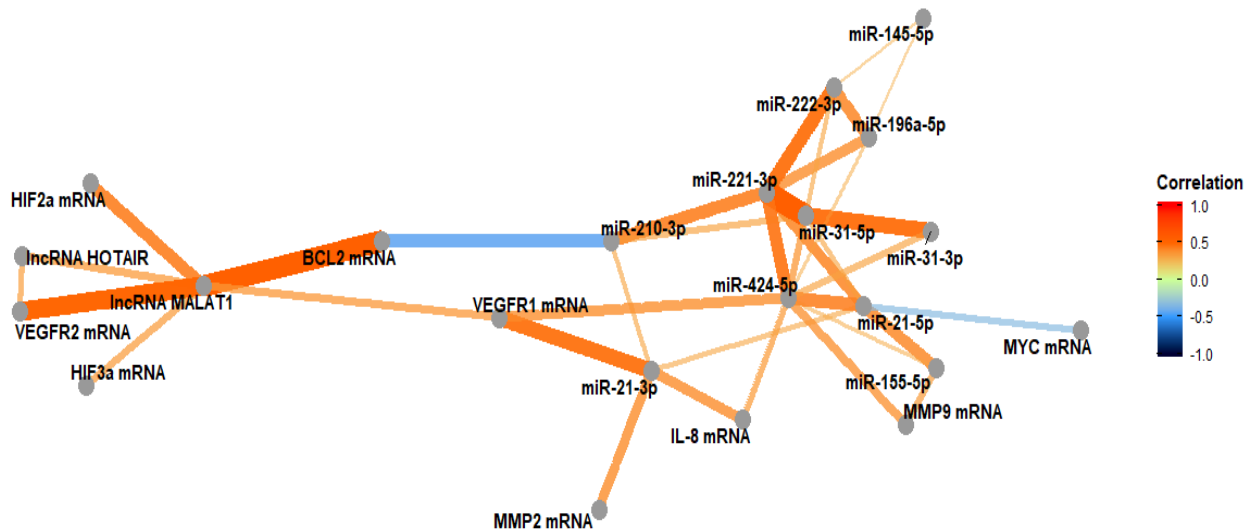 miR-145-5p
miR-222-3p
miR-196a-5p
Correlation
miR-221-3p
HIF2a mRNA
1.0
miR-210-3p
miR-31-5p
0.5
lncRNA HOTAIR
BCL2 mRNA
miR-31-3p
0.0
lncRNA MALAT1
VEGFR1 mRNA
miR-424-5p
-0.5
VEGFR2 mRNA
miR-21-5p
MYC mRNA
-1.0
HIF3a mRNA
miR-21-3p
miR-155-5p
MMP9 mRNA
IL-8 mRNA
MMP2 mRNA